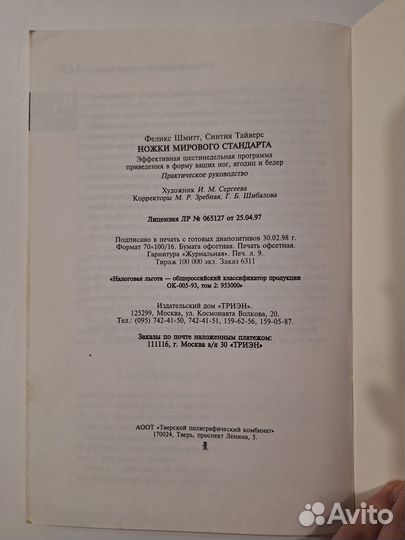 Феликс Шмитт, Синтия Тайверс
НОЖКИ МИРОВОГО СТАНДАРТА
Эффективная шестинедельная программа
приведения в форму ваших ног, ягодиц и бедер
Практическое руководство
Художник И. М. Сергеева
Корректоры М. Р. Зребная, Г. Б. Шибалова
Лицензия ЛР № 065127 от 25.04.97
Подписано в печать с готовых диапозитивов 30.02.98 г.
Формат 70×100/16. Бумага офсетная. Печать офсетная.
Гарнитура «Журнальная». Печ. л. 9.
Тираж 100 000 экз. Заказ 6311
«Налоговая льгота — общероссийский классификатор продукции
ОК-005-93, том 2: 953000»
Издательский дом «ТРИЭН».
125299, Москва, ул. Космонавта Волкова, 20.
Тел.: (095) 742-41-50, 742-41-51, 159-62-56, 159-05-87.
Заказы по почте наложенным платежом:
111116, г. Москва а/я 30 «ТРИЭН»
АООТ «Тверской полиграфический комбинат»
170024, Тверь, проспект Ленина, 5.
Avito